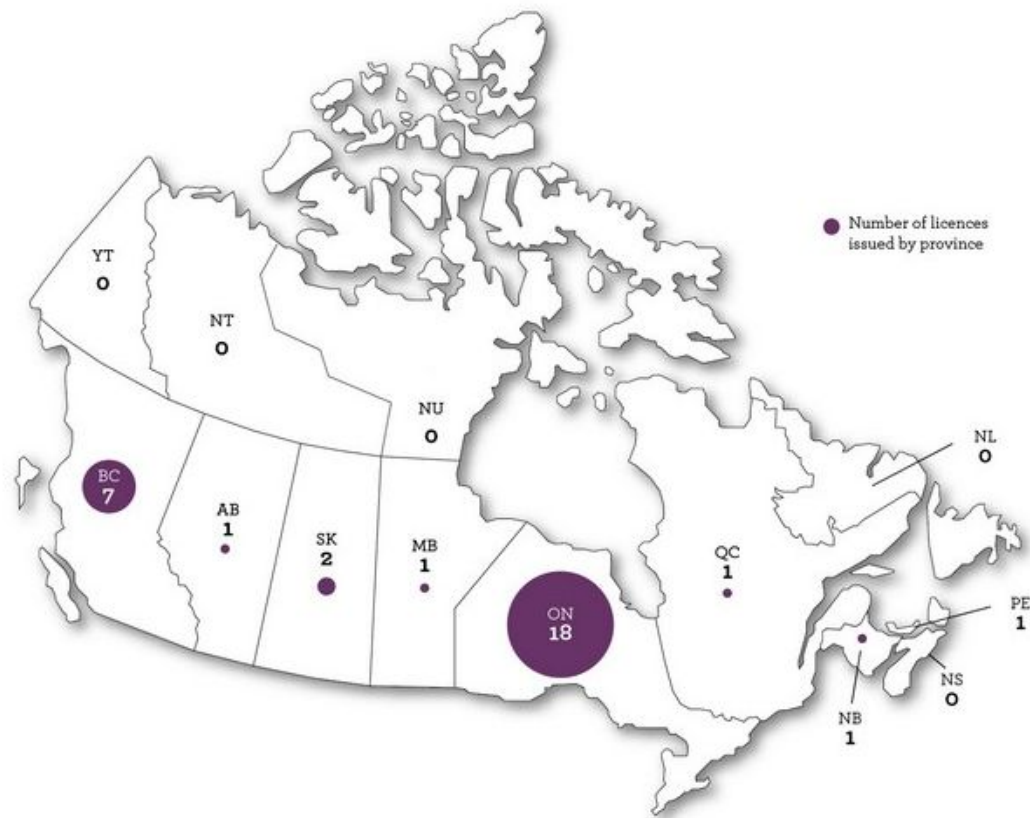 Number of licences
issued by province
YT
0
NT
0
NU
0
NL
0
BC
7
AB
1
SK
2
MB
1
ON
18
QC
1
PE
1
NS
0
NB
1